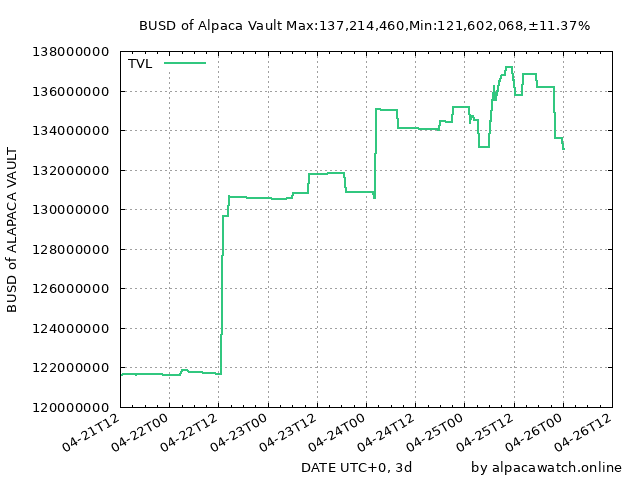 BUSD of Alpaca Vault Max:137,214,460,Min:121,602,068,±11.37%
TVL
138000000
136000000
134000000
132000000
130000000
128000000
126000000
124000000
122000000
120000000
BUSD of ALAPACA VAULT
04-21T12
04-22T00
04-22T12
04-23T00
04-23T12
04-24T00
04-24T12
04-25T00
04-25T12
04-26T00
04-26T12
DATE UTC+0, 3d
by alpacawatch.online